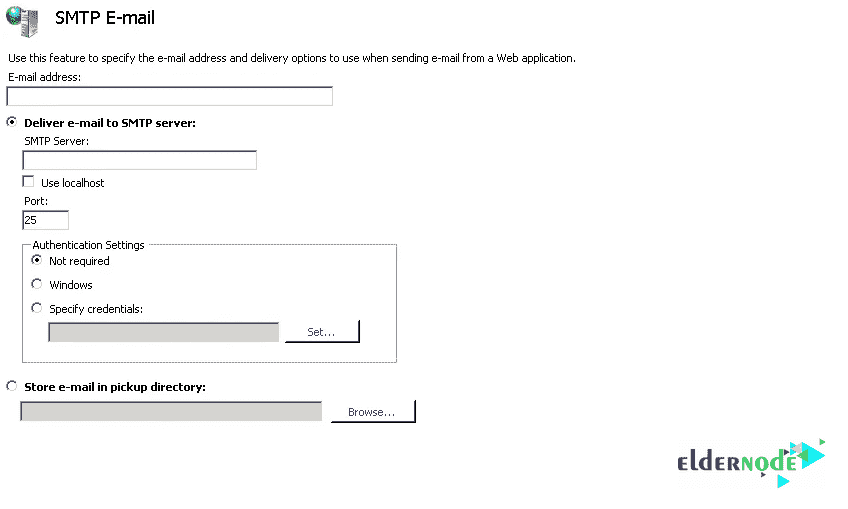 SMTP E-mail
Use this feature to specify the e-mail address and delivery options to use when sending e-mail from a Web application.
E-mail address:
Deliver e-mail to SMTP server:
SMTP Server:
Use localhost
Port:
25
Authentication Settings
Not required
Windows
Specify credentials:
Set...
Store e-mail in pickup directory:
Browse...
elderNode